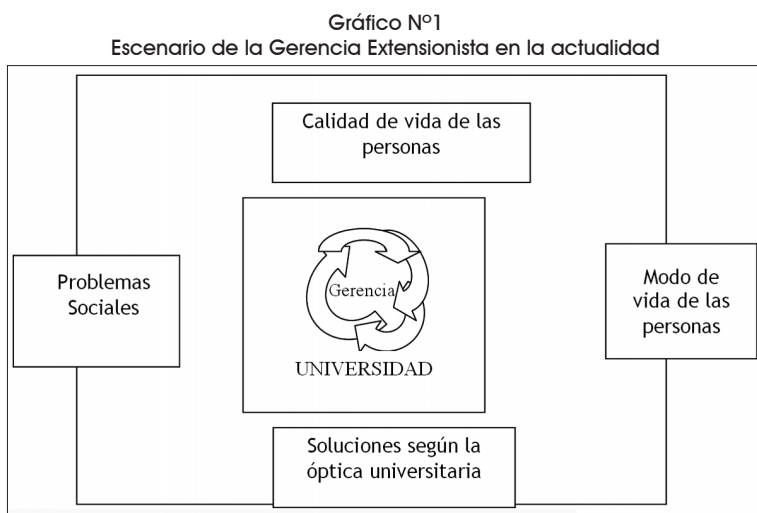 Gráfico Nº1
Escenario de la Gerencia Extensionista en la actualidad
Calidad de vida de las
personas
Problemas
Sociales
Gerencia
UNIVERSIDAD
Modo de
vida de las
personas
Soluciones según la
óptica universitaria